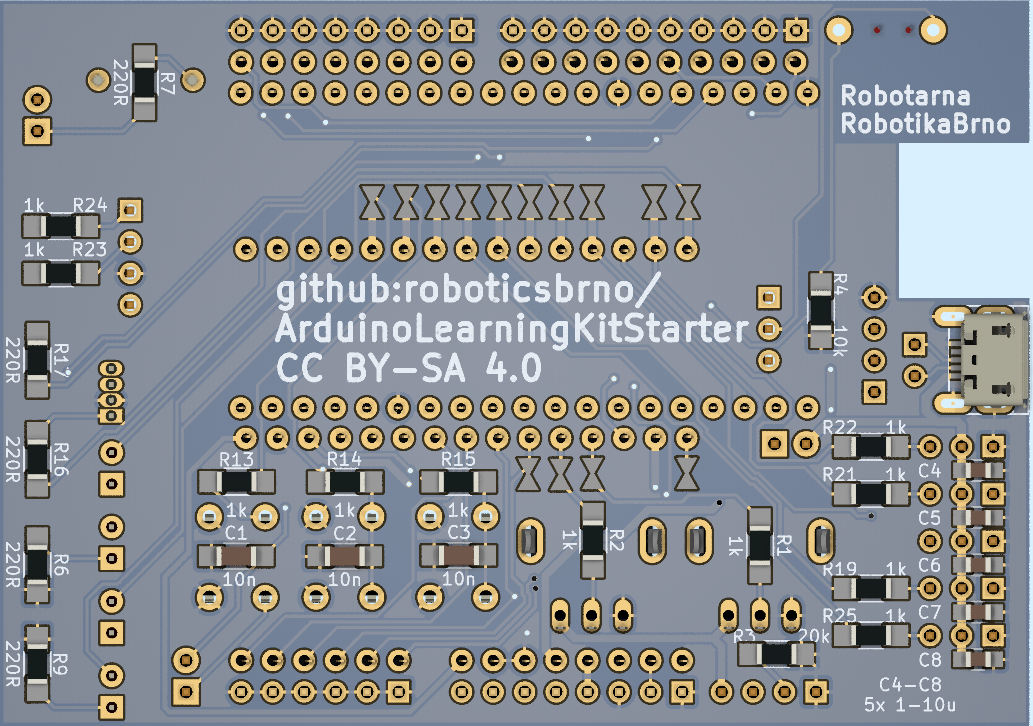 R7
220R
Robotarna
RobotikaBrno
1k R24
1k R23
github:roboticsbrno/
ArduinoLearningKitStarter
CC BY-SA 4.0
R4
10k
R17
220R
R22 1k
R16
220R
R13 R14 R15
R21 1k
C4
1k 1k 1k
C1 C2 C3
10n 10n 10n
R2
1k
R1
1k
C5
C6
R6
220R
R19 1k
C7
R25 1k
R3 20k
C8
R9
220R
C4-C8
5x 1-10u